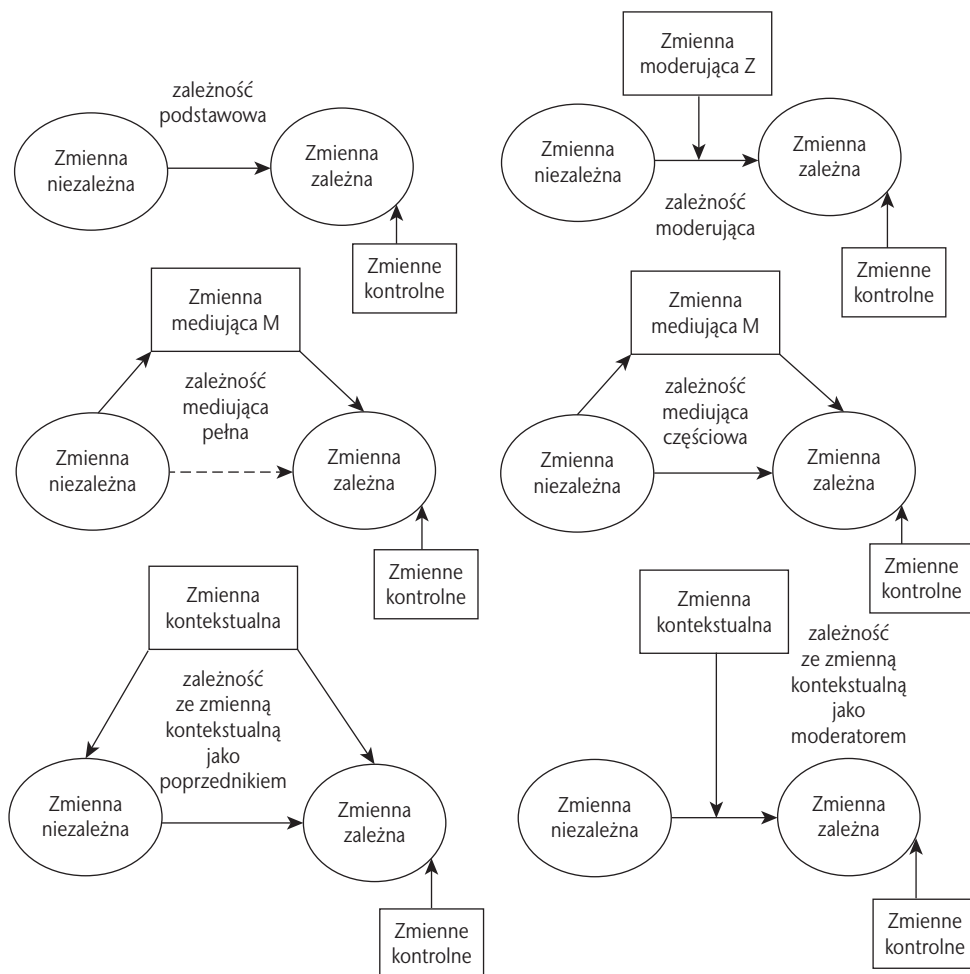 zależność
podstawowa
Zmienna
niezależna
Zmienna
zależna
Zmienne
kontrolne
Zmienna
moderująca Z
Zmienna
niezależna
Zmienna
zależna
zależność
moderująca
Zmienne
kontrolne
Zmienna
mediująca M
zależność
mediująca
pełna
Zmienna
niezależna
Zmienna
zależna
Zmienne
kontrolne
Zmienna
mediująca M
zależność
mediująca
częściowa
Zmienna
niezależna
Zmienna
zależna
Zmienne
kontrolne
Zmienna
kontekstualna
zależność
ze zmienną
kontekstualną
jako
poprzednikiem
Zmienna
niezależna
Zmienna
zależna
Zmienne
kontrolne
Zmienna
kontekstualna
zależność
ze zmienną
kontekstualną
jako
moderatorem
Zmienna
niezależna
Zmienna
zależna
Zmienne
kontrolne